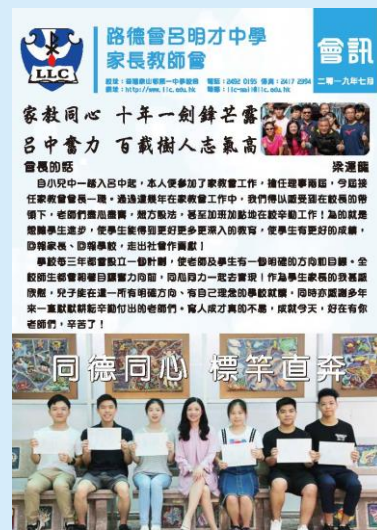 LLC
路德會呂明才中學
家長教師會
會訊
二零一九年七月
家教同心 十年一劍鋒芒露
呂中奮力 百載樹人志氣高
會長的話
自小兒中一踏入呂中起，本人便參加了家教會工作，擔任理事兩屆，今屆接
任家教會會長一職。過過幾年在家教會工作中，我們得以感受到在校長的帶
領下，老師們盡心盡責，想方設法，甚至加班加點地在校辛勤工作！為的就是
學生進步，使學生能得到更好更多深入的教育，使學生有更好的成績，
回報家長、回報學校，走出社會作貢獻！
學校每三年都會設立一個計劃，使老師及學生有一個明確的方向和目標。全
校師生都會朝著目標奮力向前，同心同力一起去實現！作為學生家長的我甚感
欣慰，兒子能在這一所有明確方向、有自己理念的學校就讀，同時亦感謝多年
來一直默默耕耘辛勤付出的老師們。育人成才真的不易，成就今天，好在有你
老師們，辛苦了！
同德同心 標竿直奔